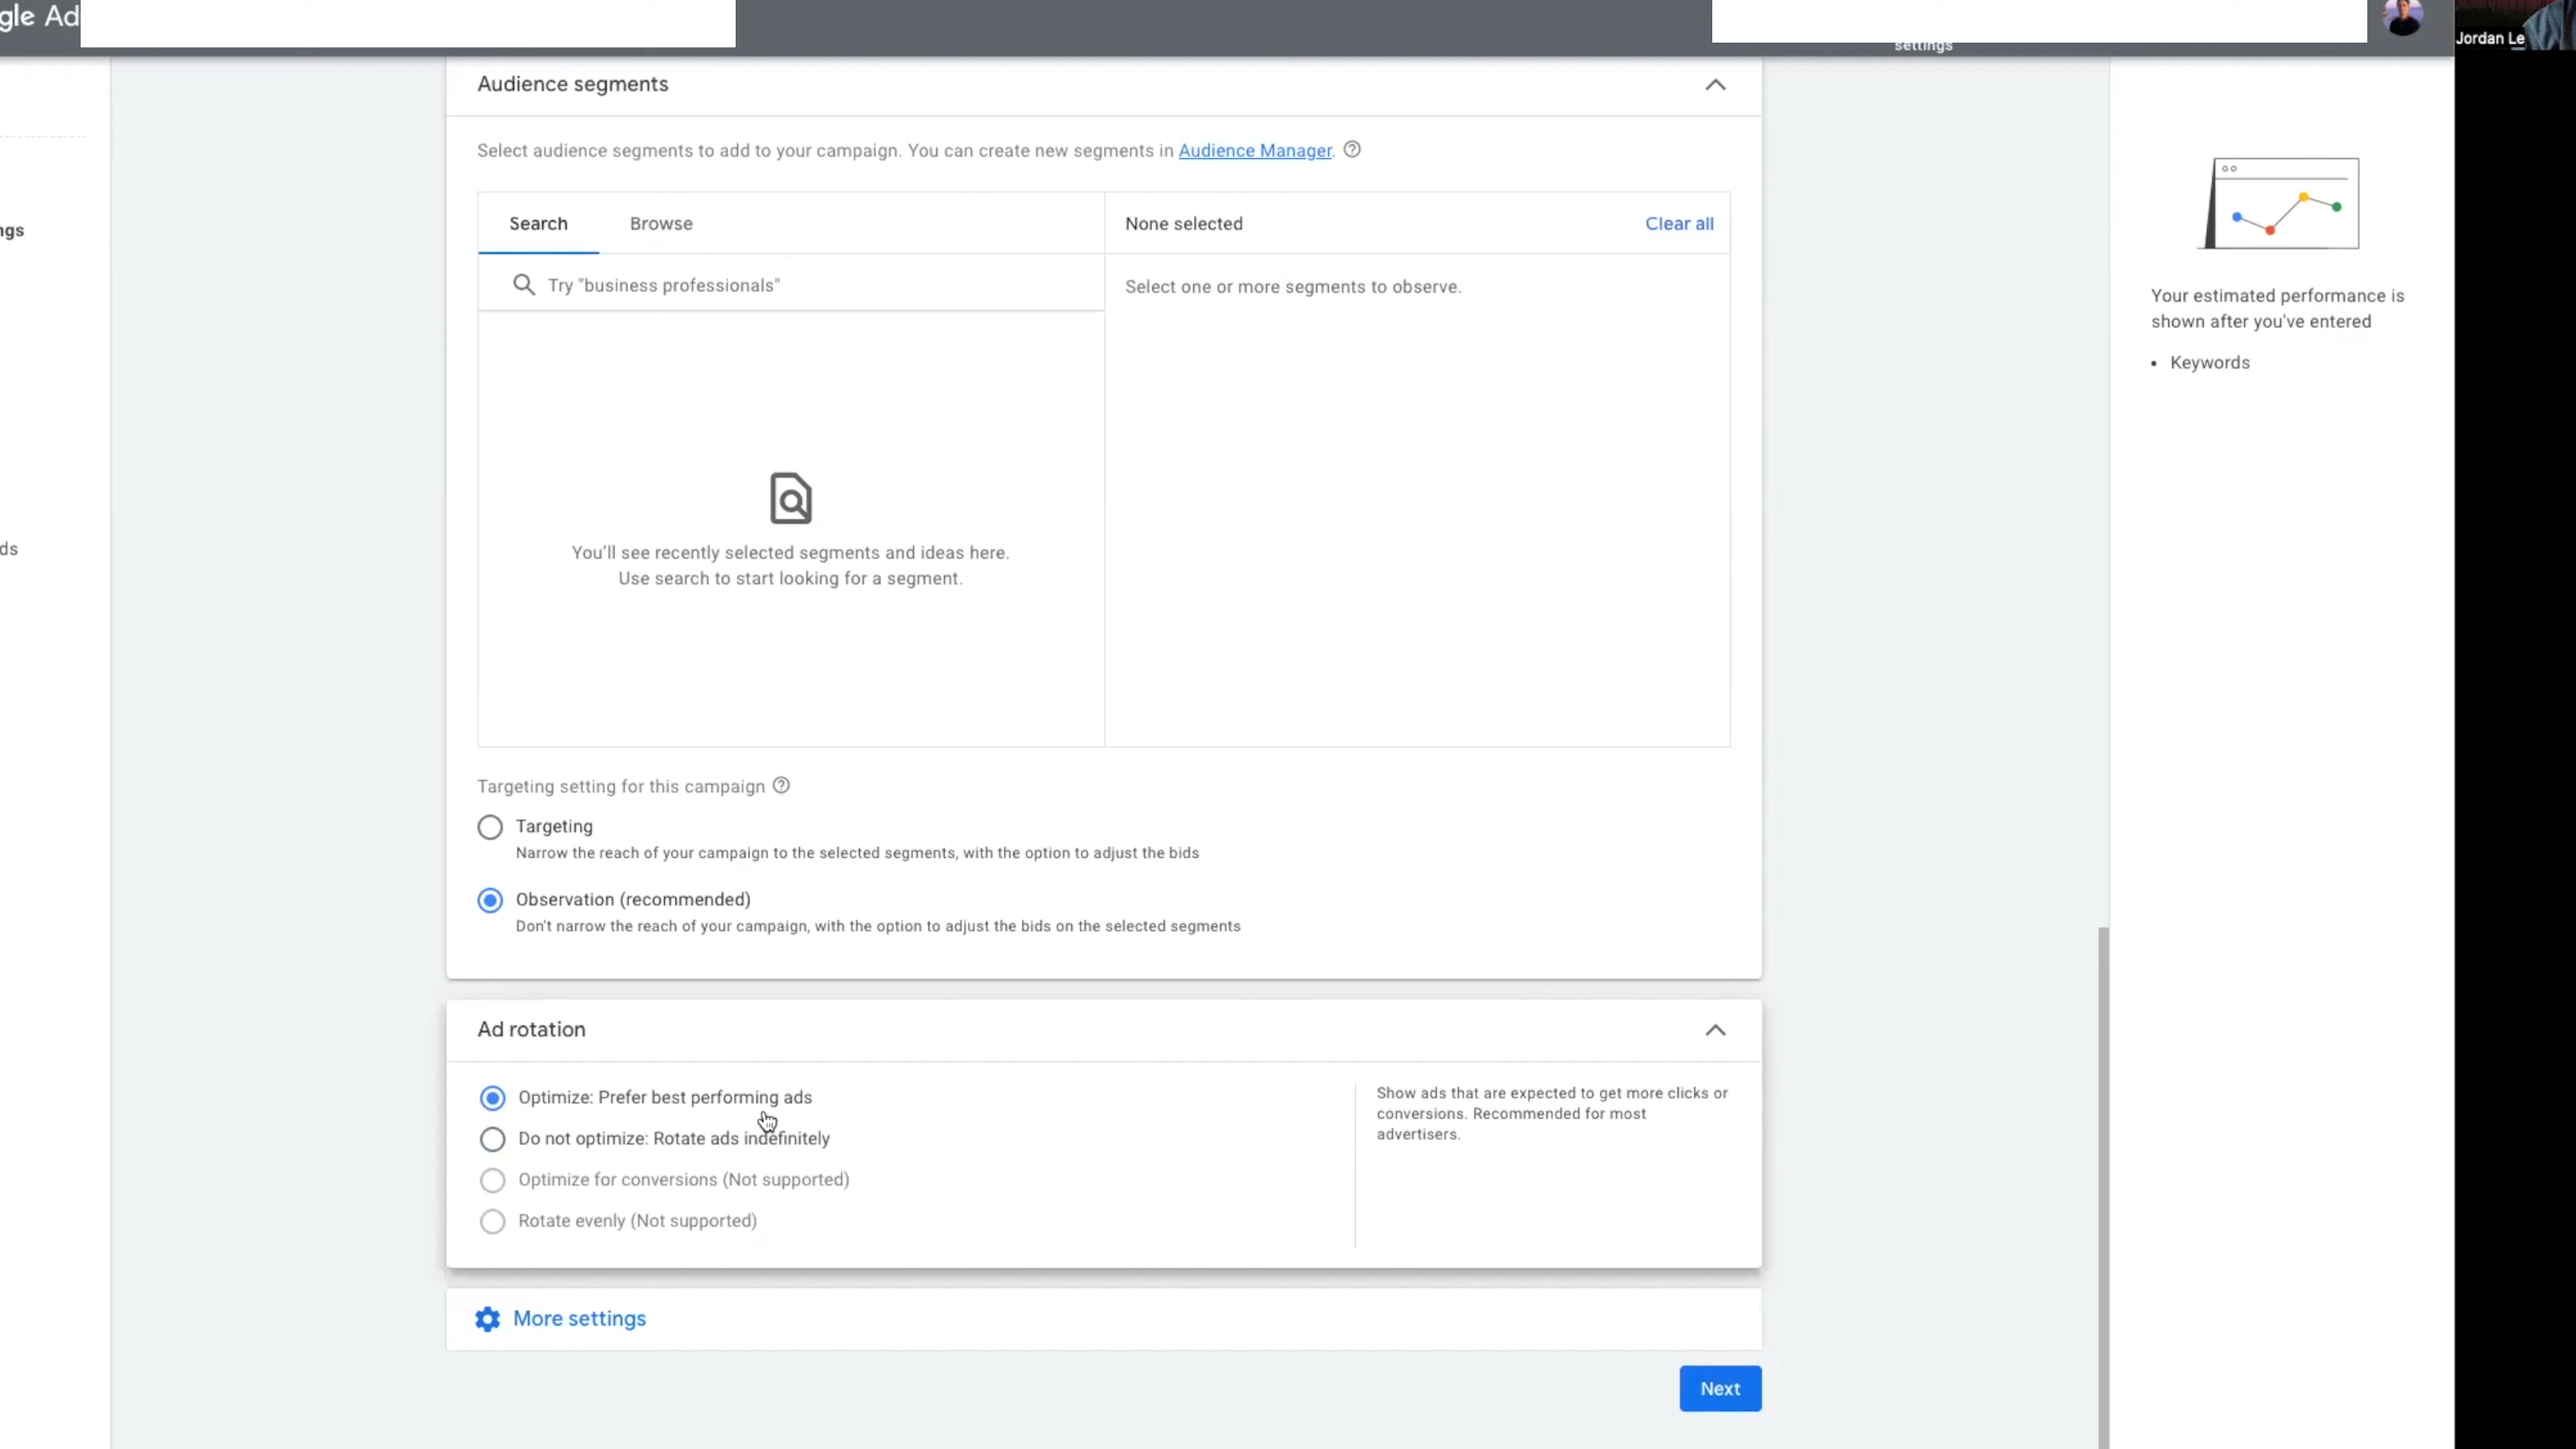 gle Ad
settings
Jordan Le
Audience segments
Select audience segments to add to your campaign. You can create new segments in Audience Manager.
Search
Browse
None selected
Clear all
Try "business professionals"
Select one or more segments to observe.
Your estimated performance is
shown after you've entered
• Keywords
ngs
ds
You'll see recently selected segments and ideas here.
Use search to start looking for a segment.
Targeting setting for this campaign
Targeting
Narrow the reach of your campaign to the selected segments, with the option to adjust the bids
Observation (recommended)
Don't narrow the reach of your campaign, with the option to adjust the bids on the selected segments
Ad rotation
Optimize: Prefer best performing ads
Do not optimize: Rotate ads indefinitely
Optimize for conversions (Not supported)
Rotate evenly (Not supported)
Show ads that are expected to get more clicks or
conversions. Recommended for most
advertisers.
More settings
Next